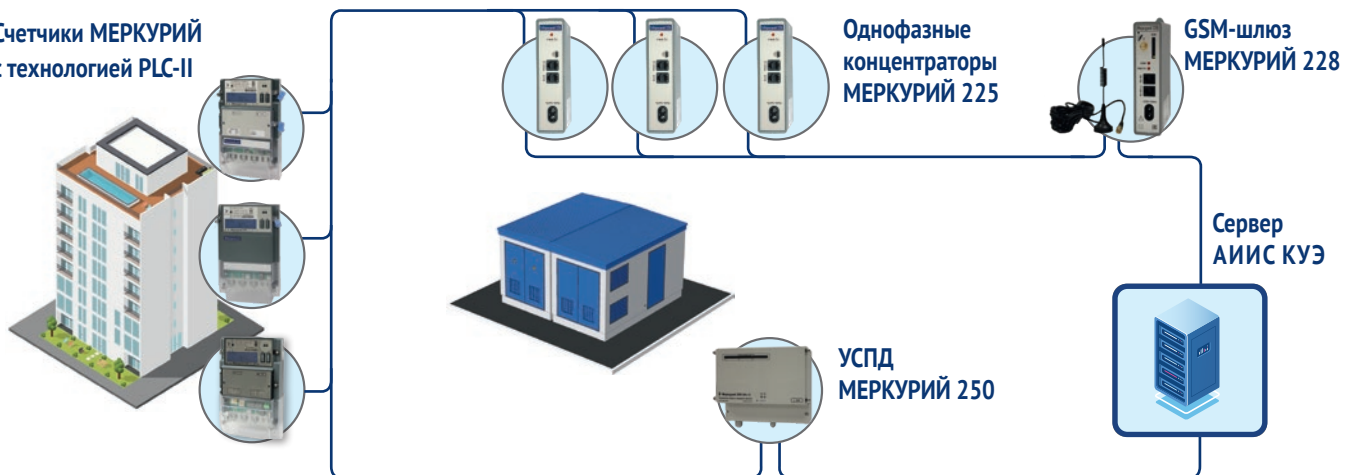 Счетчики МЕРКУРИЙ
с технологией PLC-II
Однофазные
концентраторы
МЕРКУРИЙ 225
GSM-шлюз
МЕРКУРИЙ 228
Сервер
АИИС КУЭ
УСПД
МЕРКУРИЙ 250